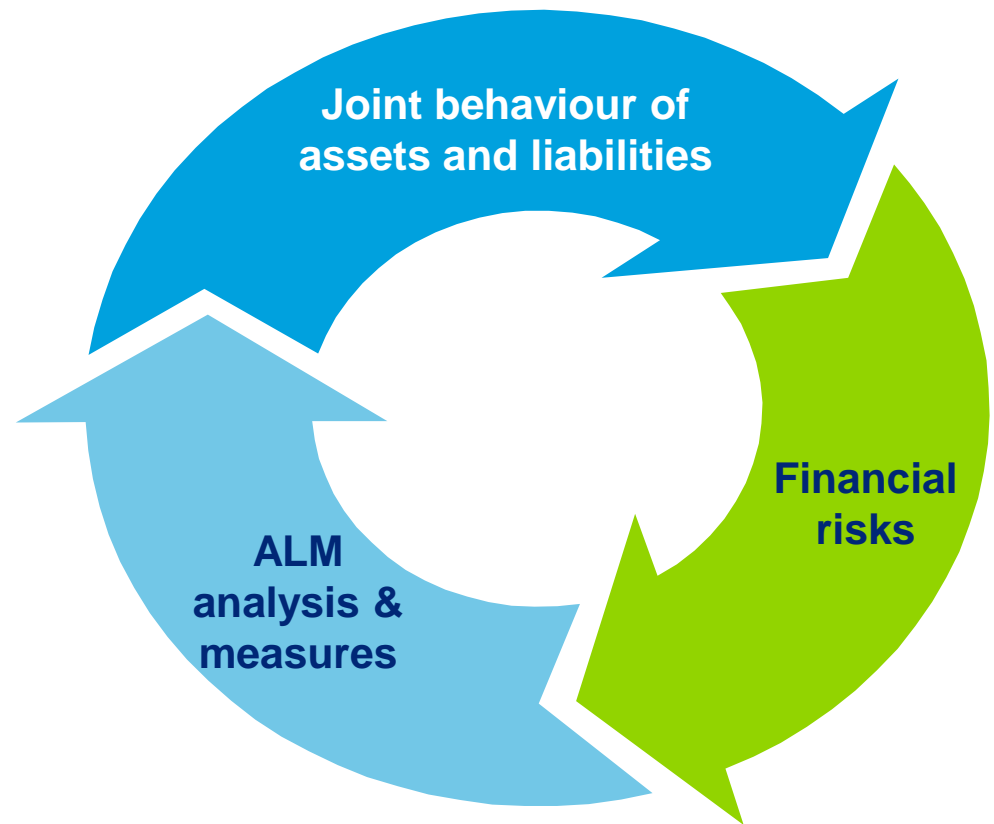 Joint behaviour of
assets and liabilities
Financial
risks
ALM
analysis &
measures